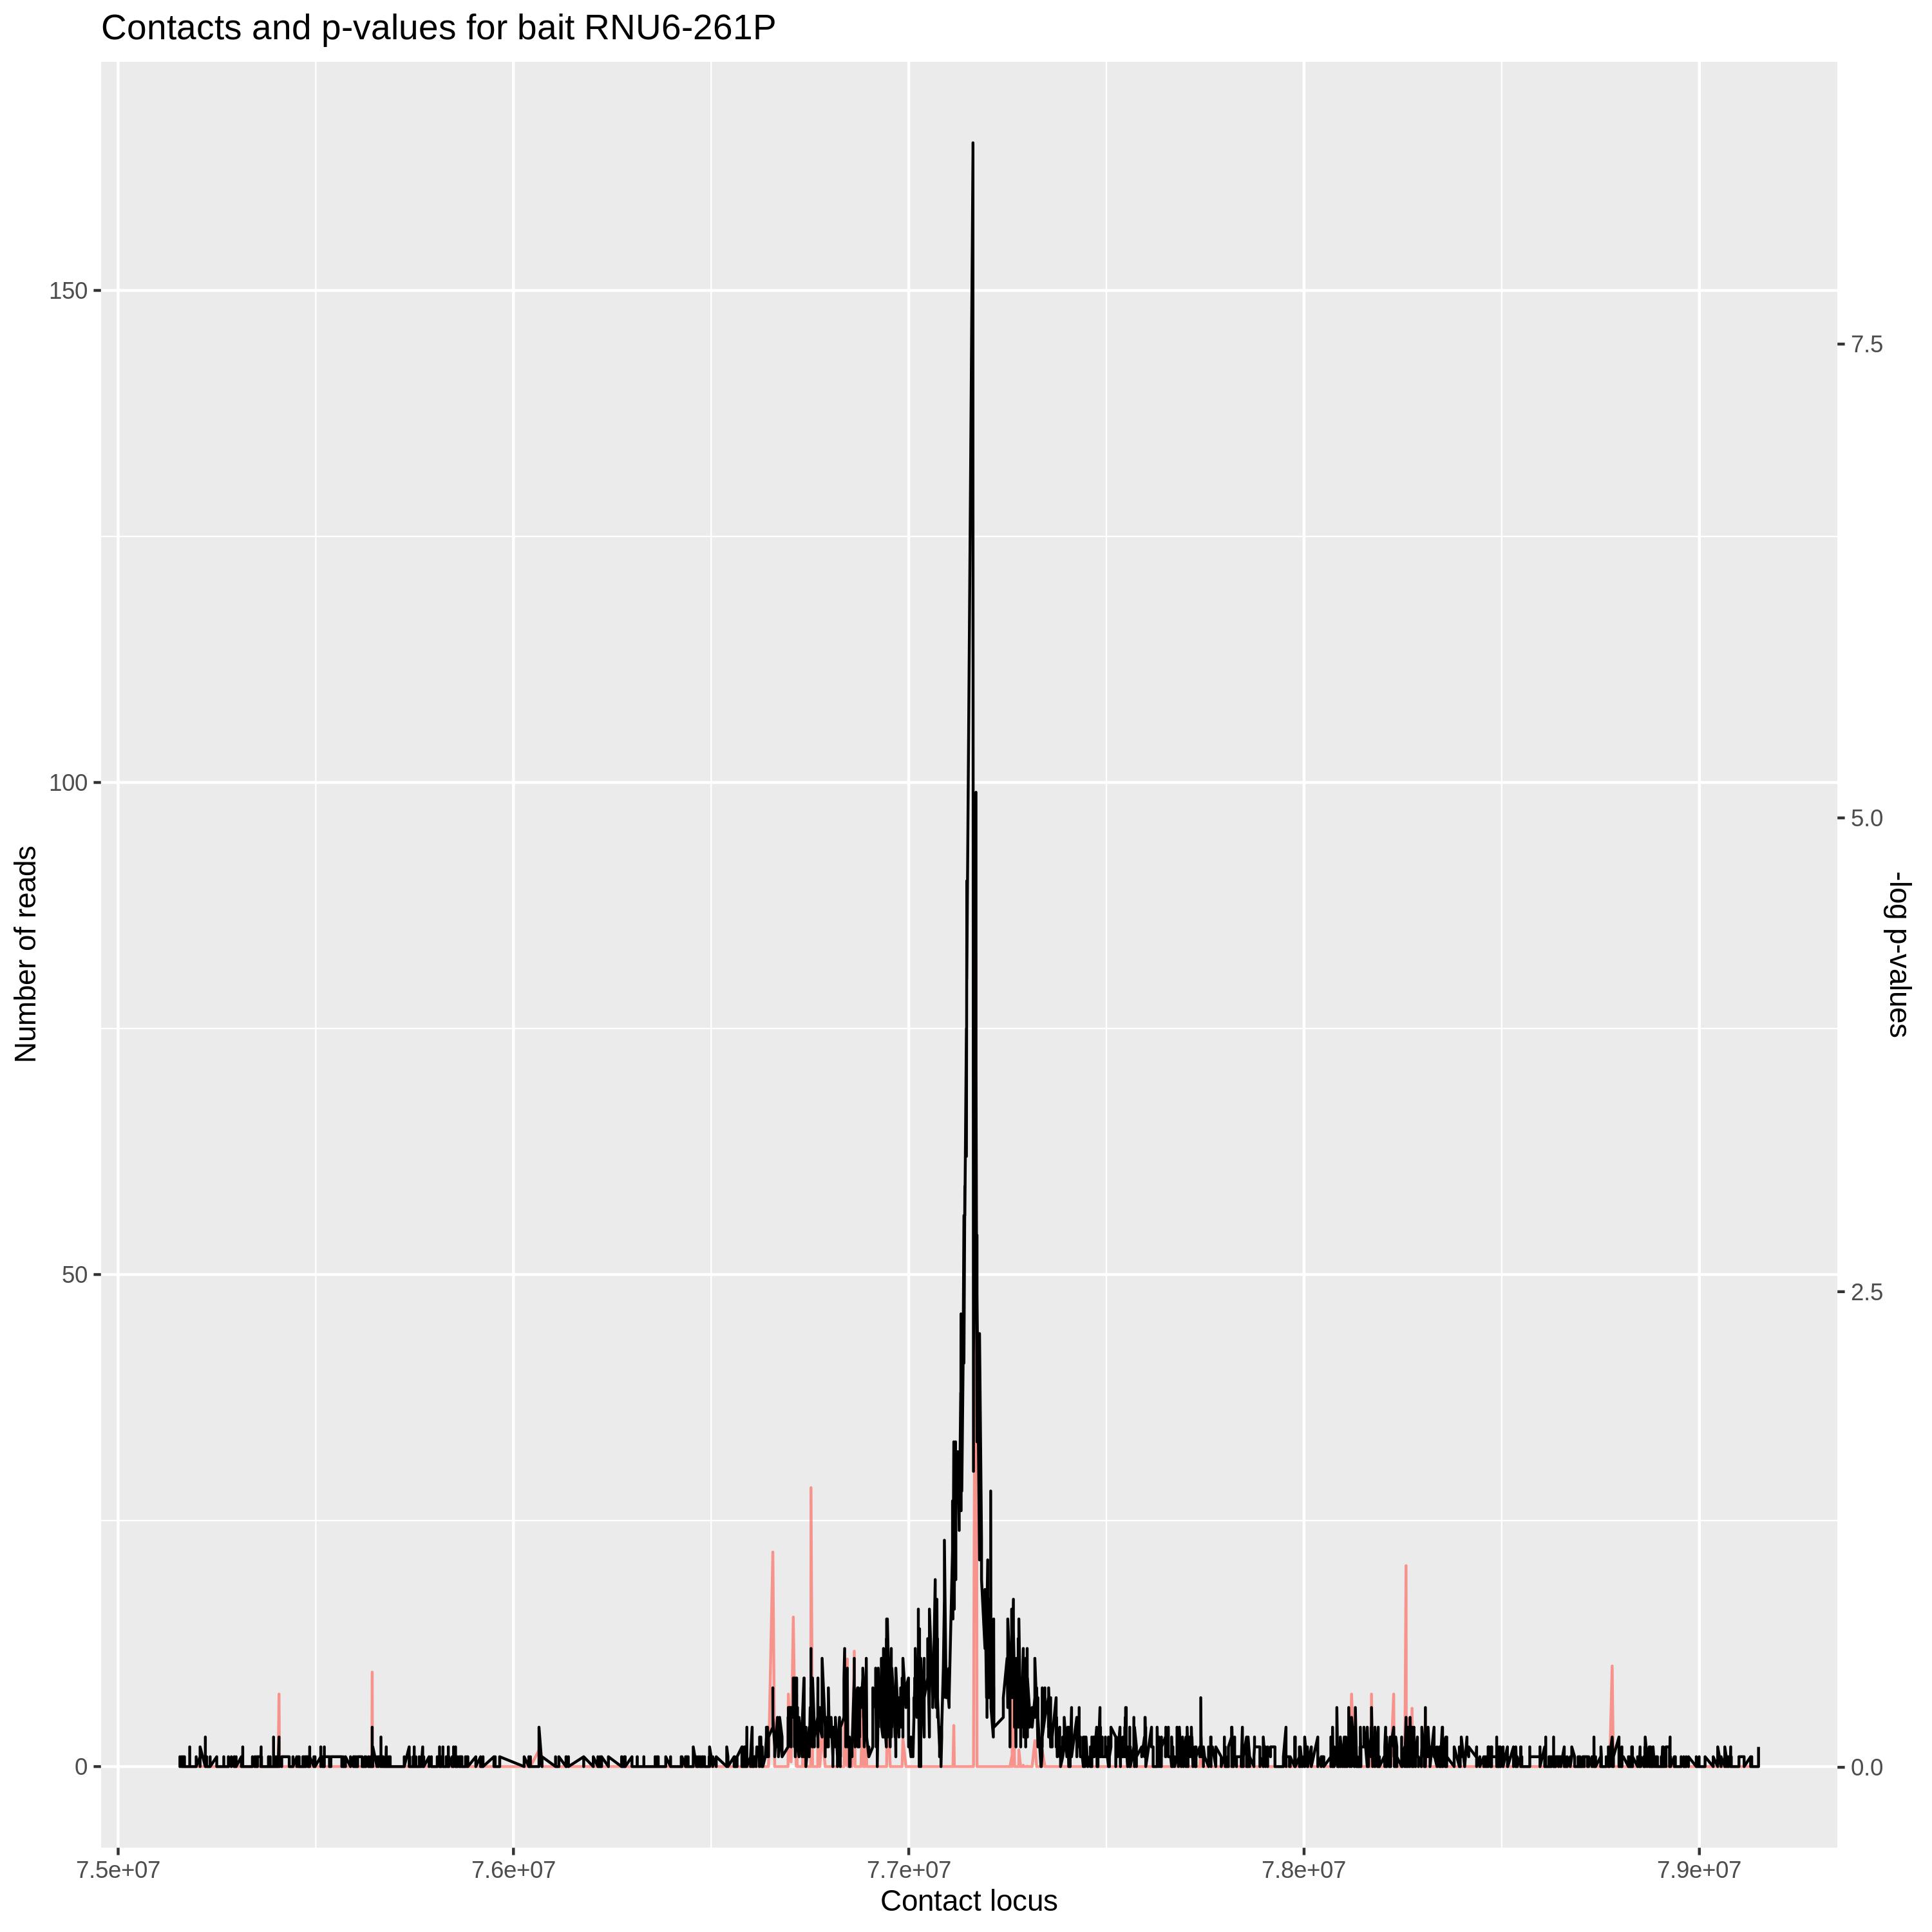 Contacts and p-values for bait RNU6-261P
150
100
50
0
Number of reads
7.5
5.0
2.5
0.0
-log p-values
7.5e+07
7.6e+07
7.7e+07
7.8e+07
7.9e+07
Contact locus